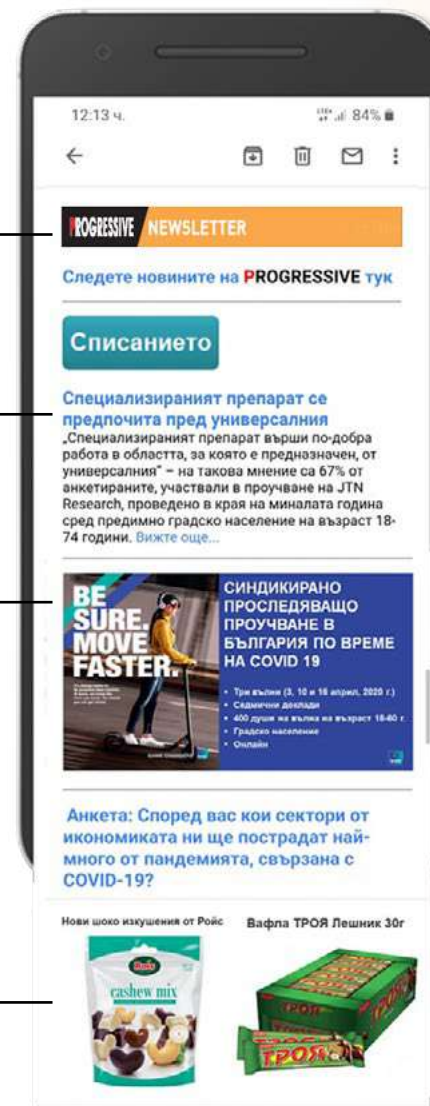 12:13 ч.
84%
PROGRESSIVE NEWSLETTER
Следете новините на PROGRESSIVE тук
Списанието
Специализираният препарат се
предпочита пред универсалния
„Специализираният препарат върши по-добра
работа в областта, за която е предназначен, от
универсалния“ – на такова мнение са 67% от
анкетираните, участвали в проучване на JTN
Research, проведено в края на миналата година
сред предимно градско население на възраст 18-
74 години. Вижте още...
BE
SURE.
MOVE
FASTER.
СИНДИКИРАНО
ПРОСЛЕДЯВАЩО
ПРОУЧВАНЕ В
БЪЛГАРИЯ ПО ВРЕМЕ
НА COVID 19
• Три вълни (3, 10 и 16 април, 2020 г.)
• Седмични доклади
• 400 души на вълна на възраст 18-60 г.
• Градско население
• Онлайн
Анкета: Според вас кои сектори от
икономиката ни ще пострадат най-
много от пандемията, свързана с
COVID-19?
Нови шоко изкушения от Ройс
Вафла ТРОЯ Лешник 30г
Rois
cashew mix
ТРОЯ
ТРОЯ